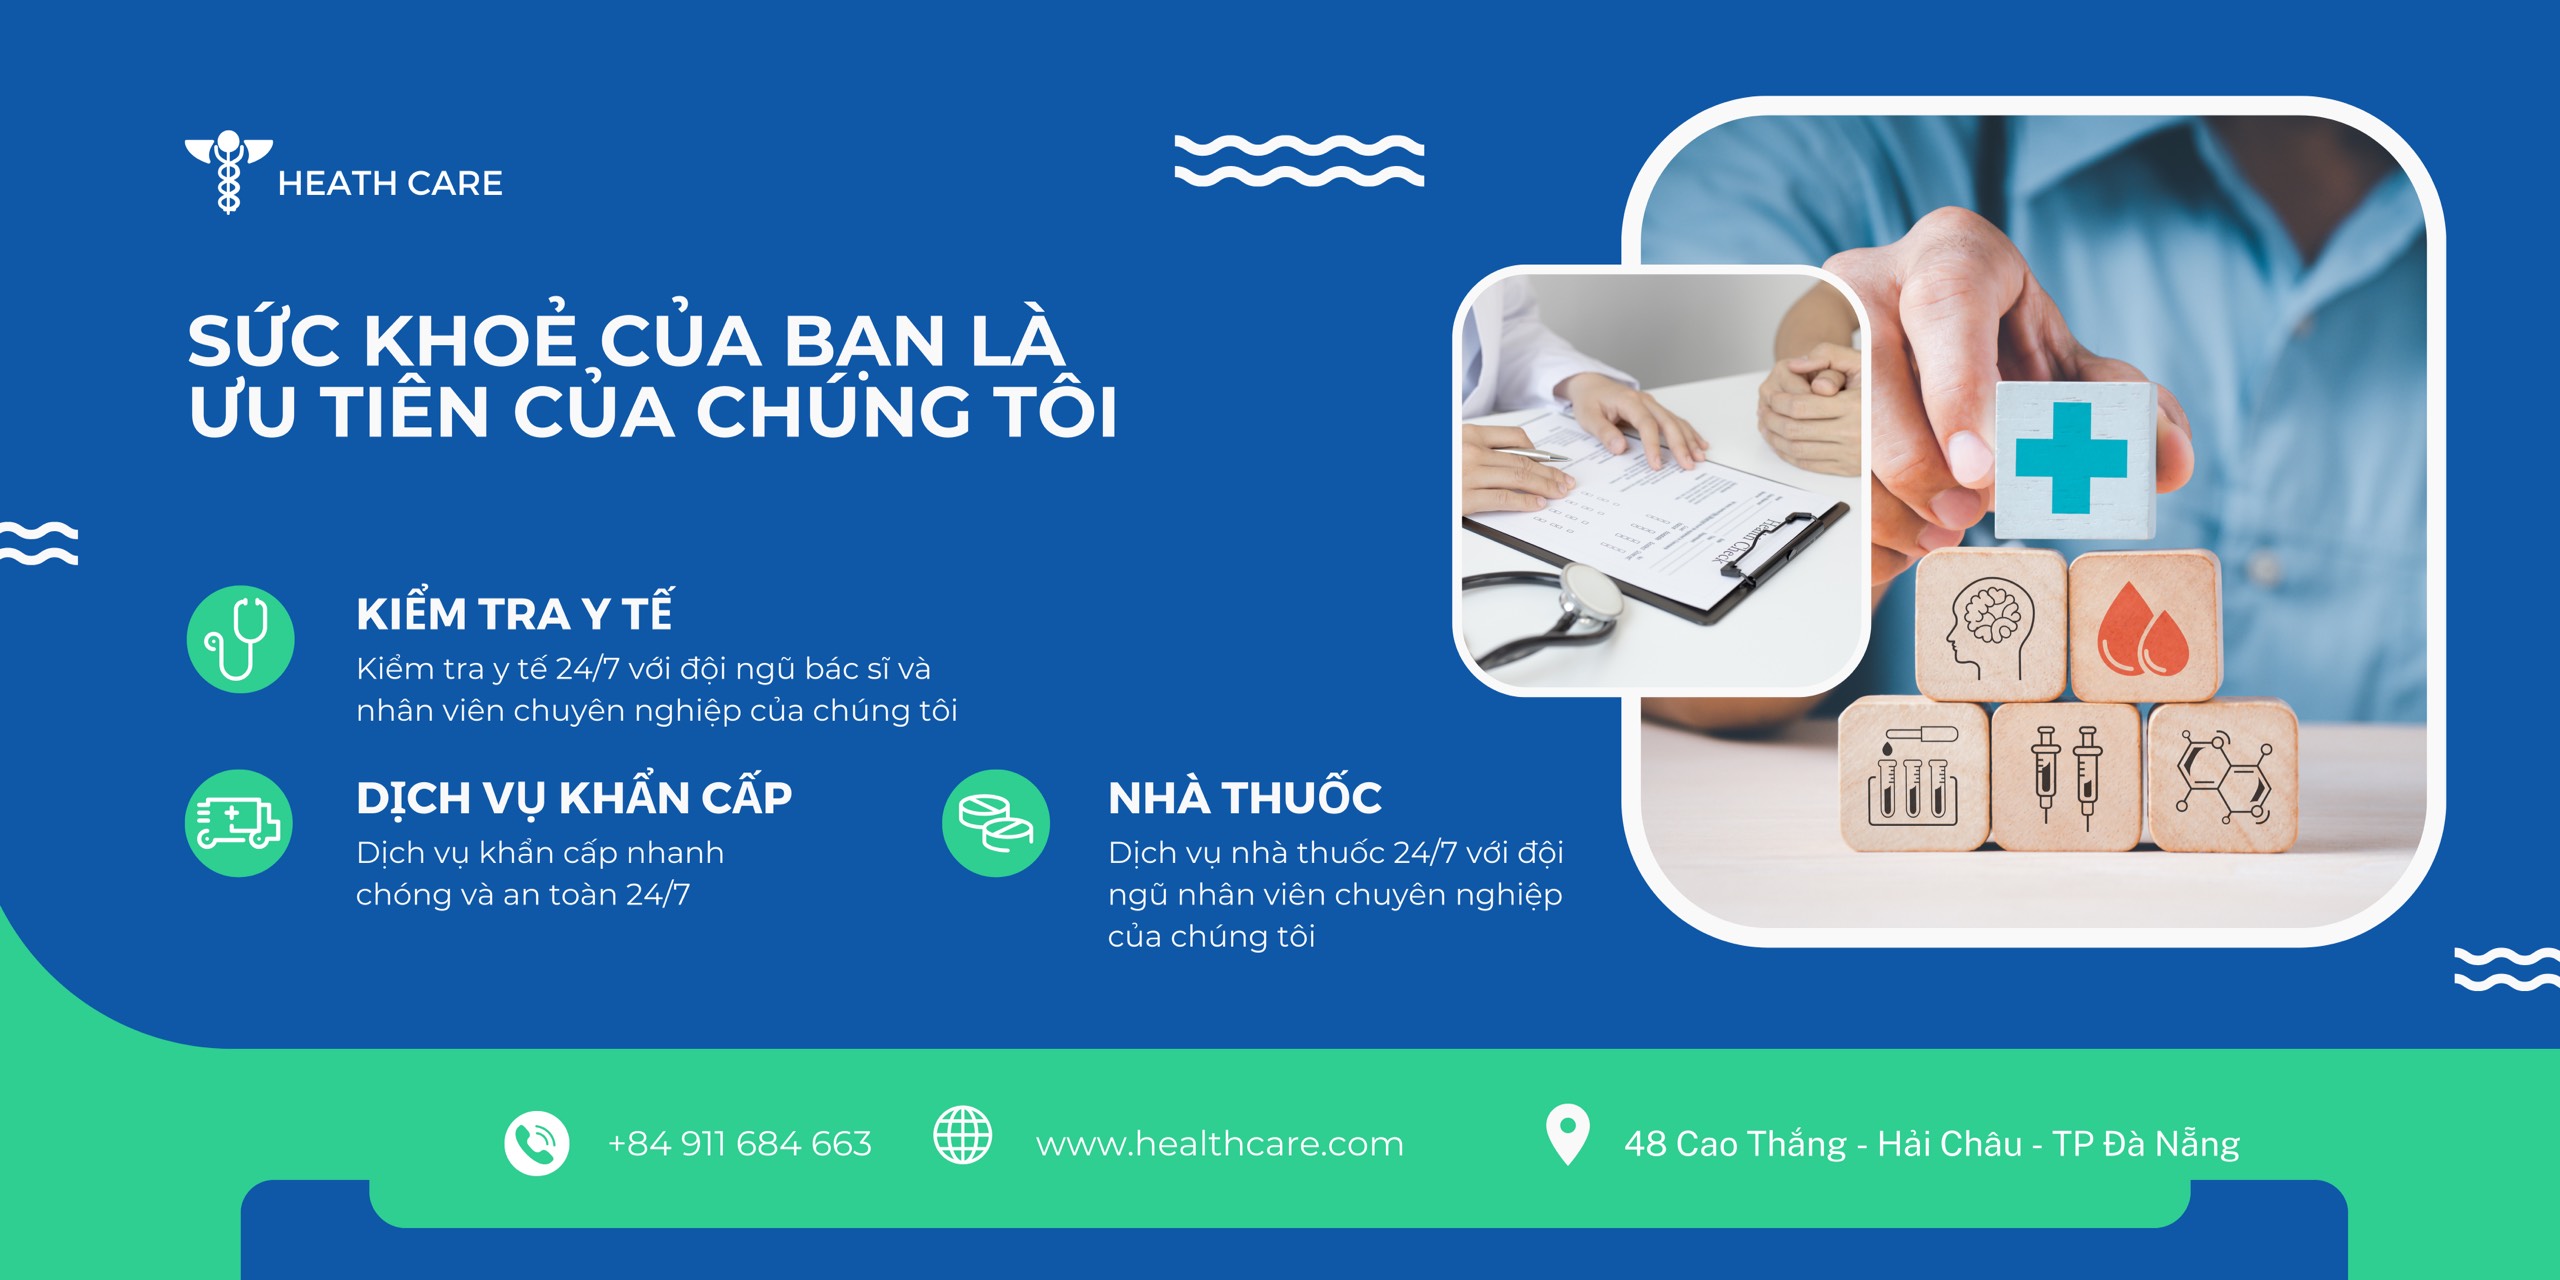 HEATH CARE
SỨC KHOẺ CỦA BẠN LÀ
ƯU TIÊN CỦA CHÚNG TÔI
KIỂM TRA Y TẾ
Kiểm tra y tế 24/7 với đội ngũ bác sĩ và
nhân viên chuyên nghiệp của chúng tôi
DỊCH VỤ KHẨN CẤP
Dịch vụ khẩn cấp nhanh
chóng và an toàn 24/7
NHÀ THUỐC
Dịch vụ nhà thuốc 24/7 với đội
ngũ nhân viên chuyên nghiệp
của chúng tôi
Health Check
+84 911 684 663
www.healthcare.com
48 Cao Thắng - Hải Châu - TP Đà Nẵng